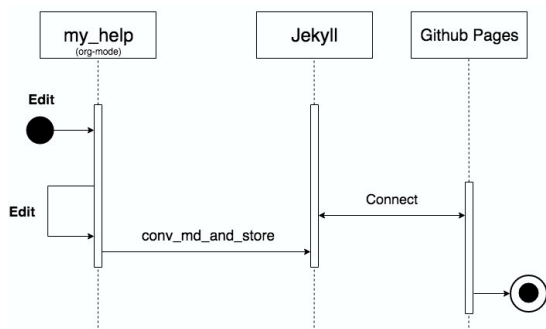 my_help
(org-mode)
Jekyll
Github Pages
Edit
Edit
Connect
conv_md_and_store